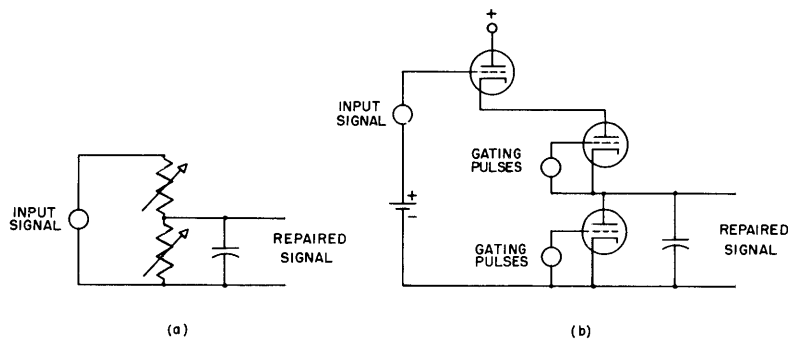 INPUT
SIGNAL
REPAIRED
SIGNAL
(a)
+
INPUT
SIGNAL
+
-
GATING
PULSES
GATING
PULSES
REPAIRED
SIGNAL
(b)